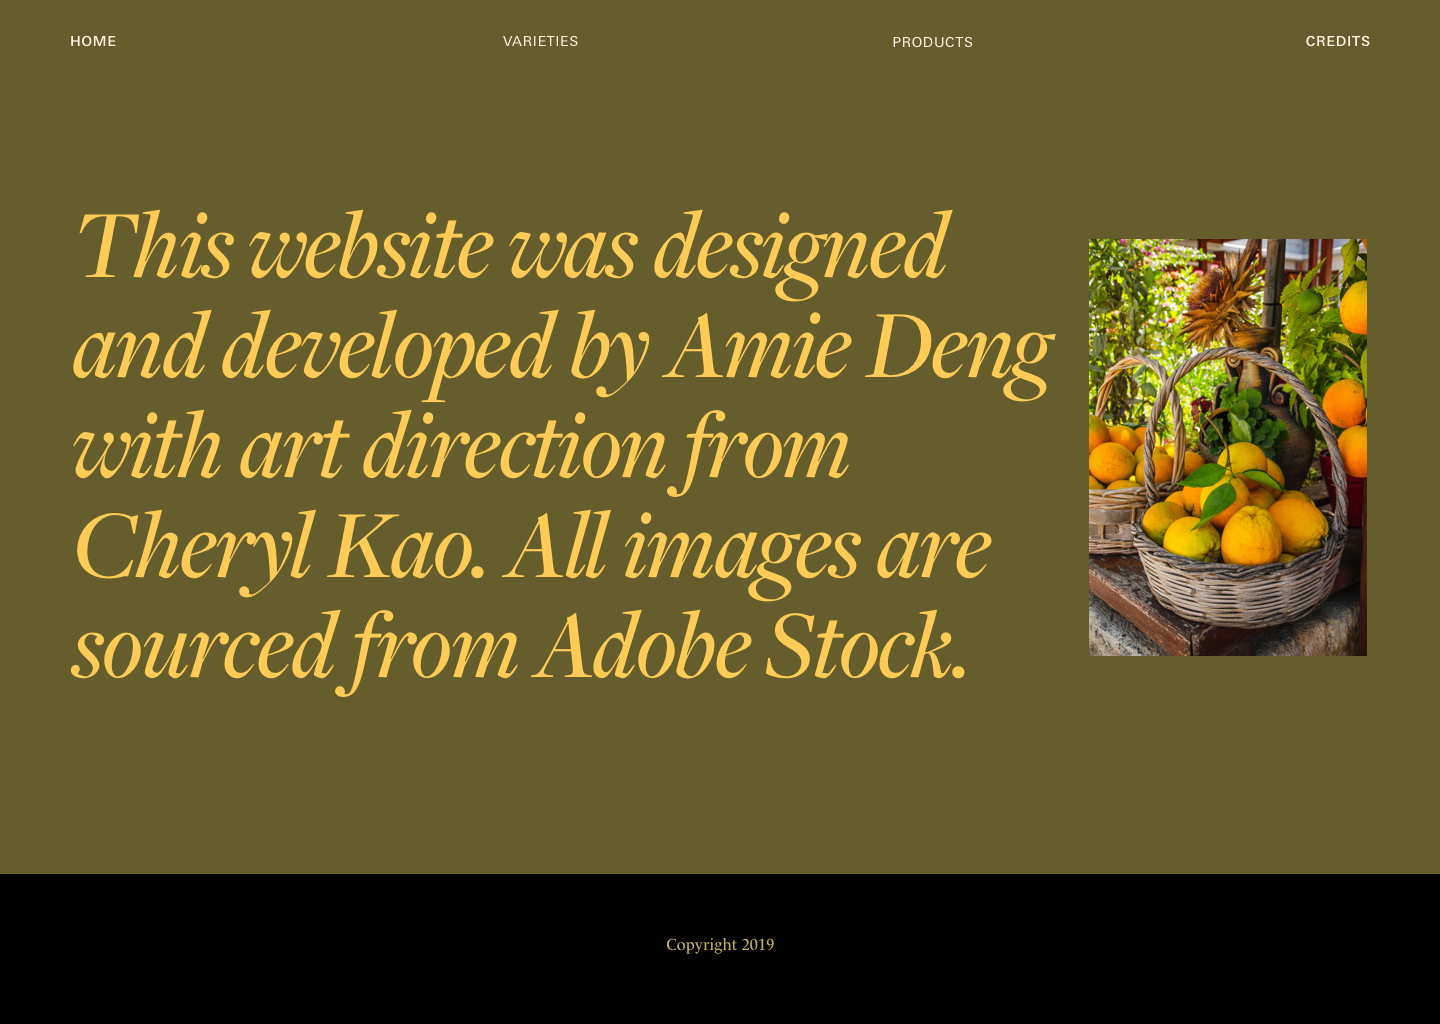 HOME
VARIETIES
PRODUCTS
CREDITS
This website was designed
and developed by Amie Deng
with art direction from
Cheryl Kao. All images are
sourced from Adobe Stock.
Copyright 2019